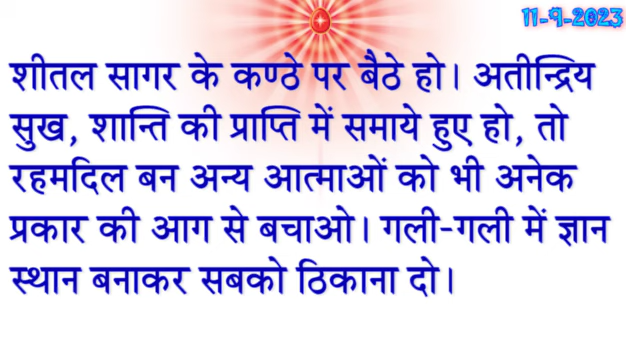 11-9-2023
शीतल सागर के कण्ठे पर बैठे हो। अतीन्द्रिय
सुख, शान्ति की प्राप्ति में समाये हुए हो, तो
रहमदिल बन अन्य आत्माओं को भी अनेक
प्रकार की आग से बचाओ। गली-गली में ज्ञान
स्थान बनाकर सबको ठिकाना दो।